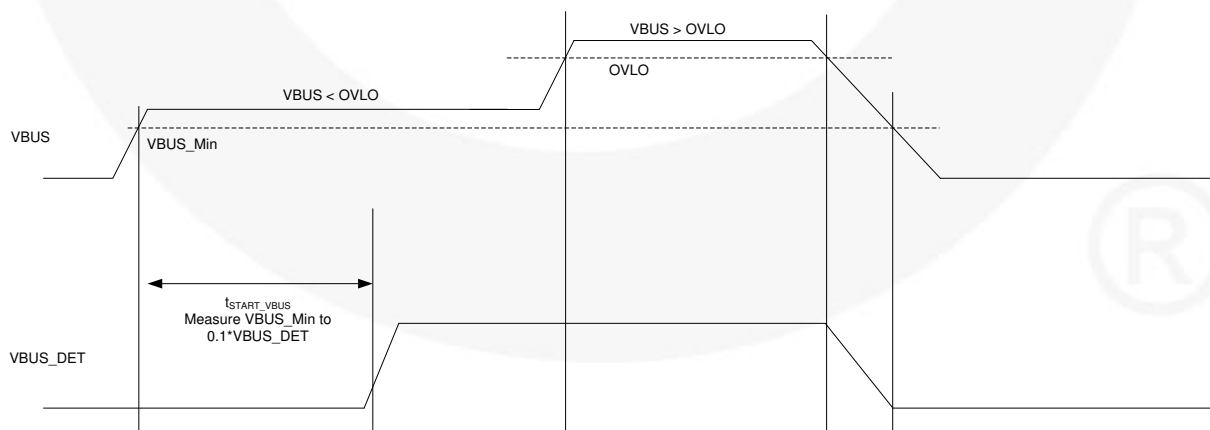 VBUS > OVLO
OVLO
VBUS < OVLO
VBUS
VBUS_Min
tSTART_VBUS
Measure VBUS_Min to
0.1*VBUS_DET
VBUS_DET
®